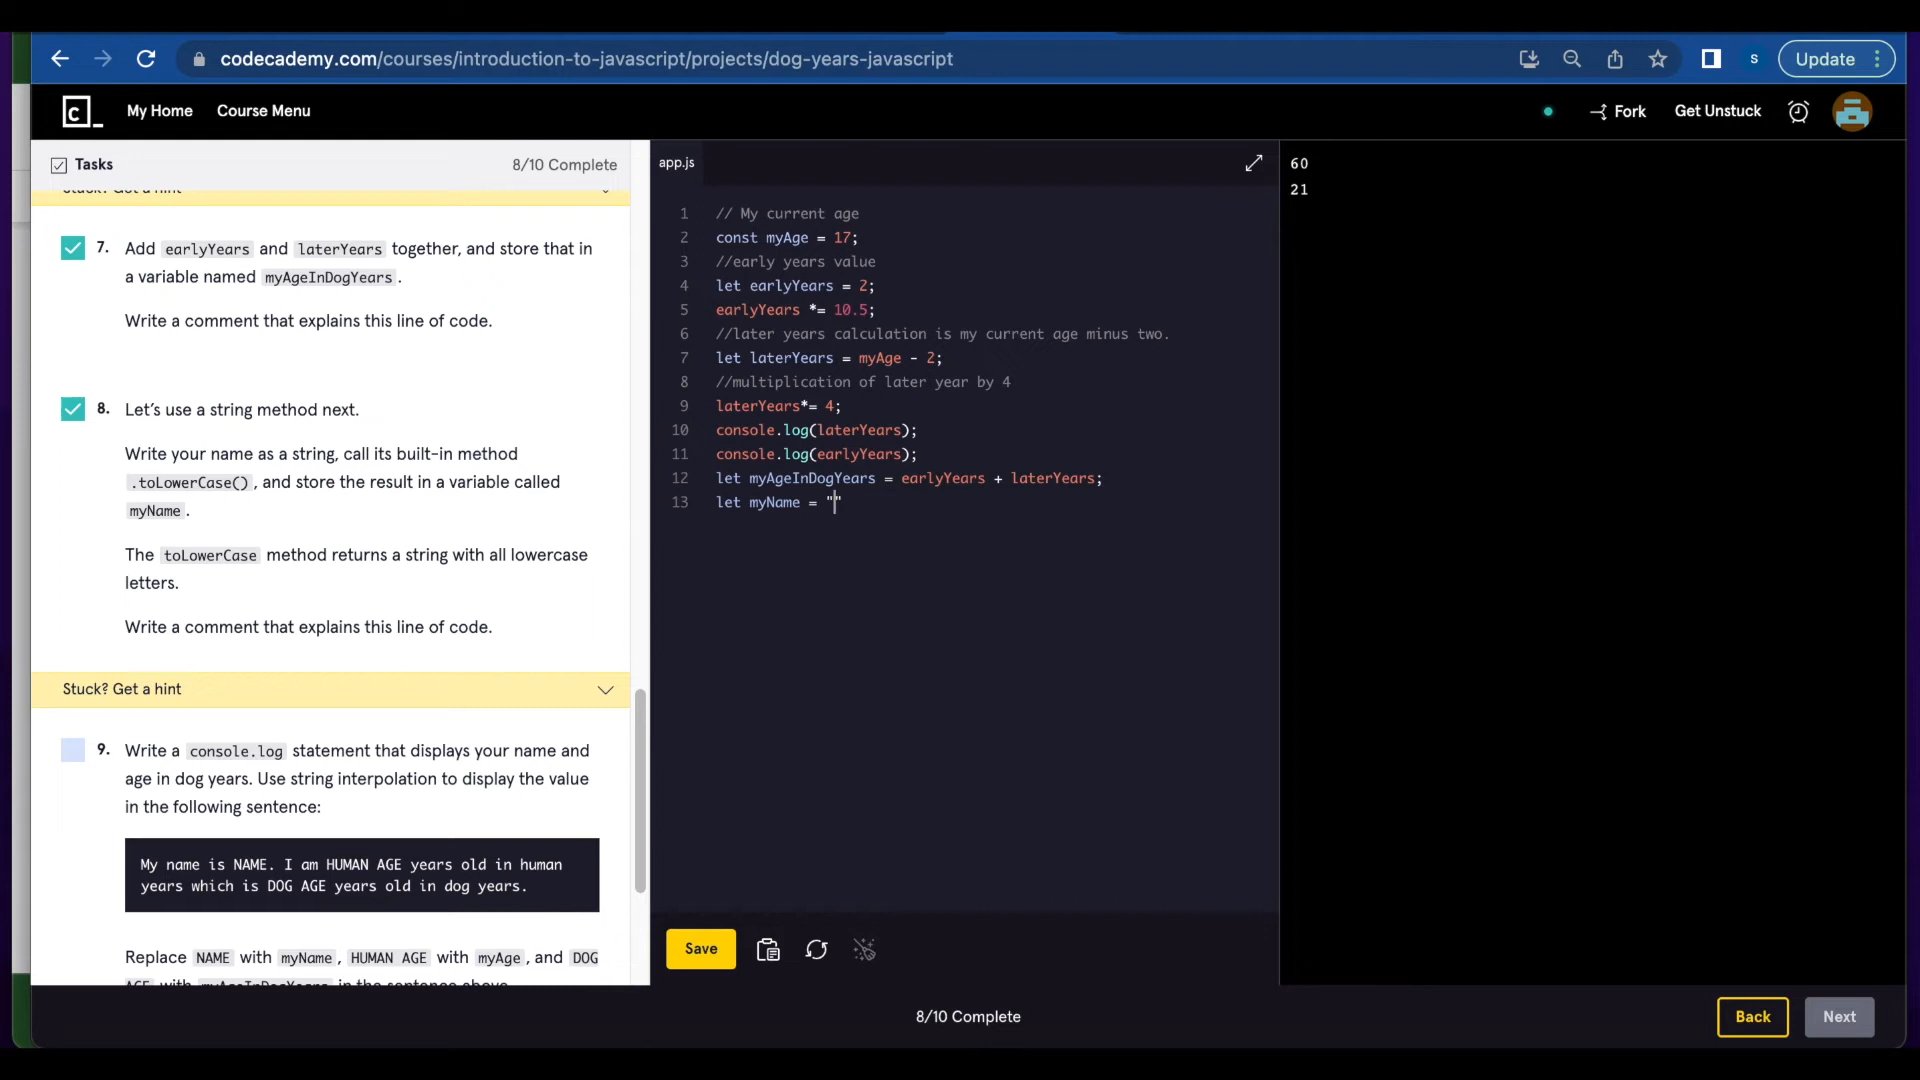 codecademy.com/courses/introduction-to-javascript/projects/dog-years-javascript
s
Update
c
My Home
Course Menu
Fork
Get Unstuck
Tasks
8/10 Complete
Stuck? Get a hint
7. Add earlyYears and laterYears together, and store that in
a variable named myAgeInDogYears.
Write a comment that explains this line of code.
8. Let's use a string method next.
Write your name as a string, call its built-in method
.toLowerCase(), and store the result in a variable called
myName.
The toLowerCase method returns a string with all lowercase
letters.
Write a comment that explains this line of code.
Stuck? Get a hint
9. Write a console.log statement that displays your name and
age in dog years. Use string interpolation to display the value
in the following sentence:
My name is NAME. I am HUMAN AGE years old in human
years which is DOG AGE years old in dog years.
Replace NAME with myName, HUMAN AGE with myAge, and DOG
AGE with myAgeInDogYears in the sentence above.
app.js
1 // My current age
2 const myAge = 17;
3 //early years value
4 let earlyYears = 2;
5 earlyYears *= 10.5;
6 //later years calculation is my current age minus two.
7 let laterYears = myAge - 2;
8 //multiplication of later year by 4
9 laterYears*= 4;
10 console.log(laterYears);
11 console.log(earlyYears);
12 let myAgeInDogYears = earlyYears + laterYears;
13 let myName = ""
Save
60
21
8/10 Complete
Back
Next